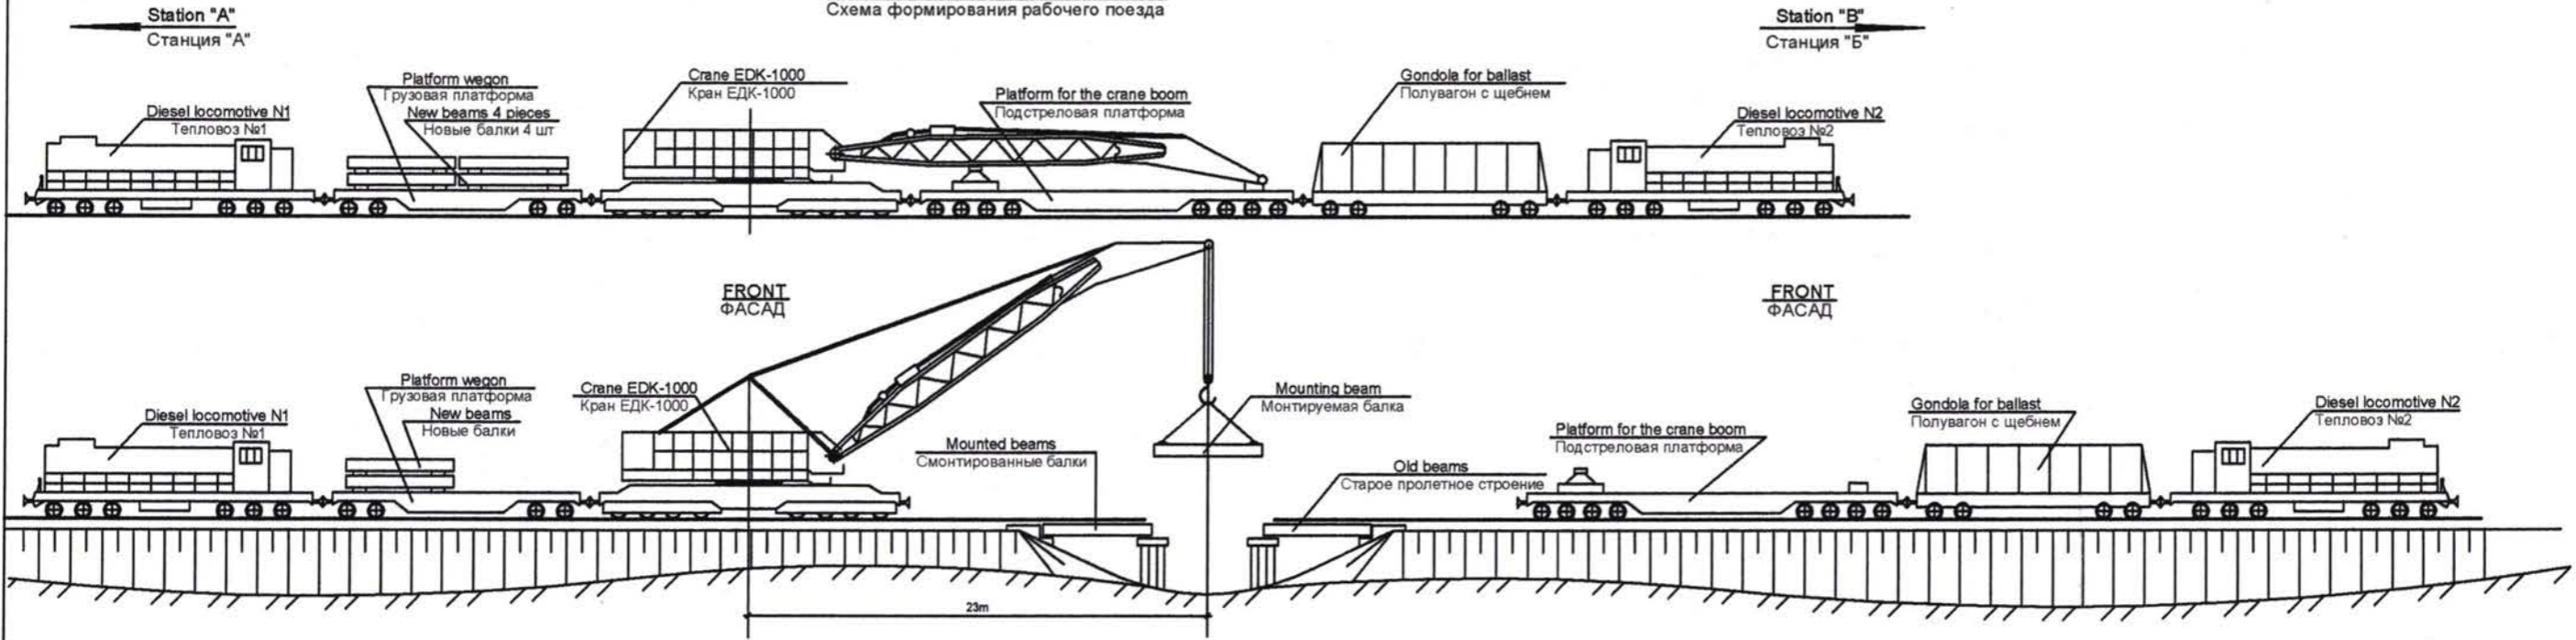 Схема формирования рабочего поезда
Station "A"
Станция "А"
Station "B"
Станция "Б"
Diesel locomotive N1
Тепловоз №1
Platform wegon
Грузовая платформа
New beams 4 pieces
Новые балки 4 шт
Crane EDK-1000
Кран ЕДК-1000
Platform for the crane boom
Подстреловая платформа
Gondola for ballast
Полувагон с щебнем
Diesel locomotive N2
Тепловоз №2
FRONT
ФАСАД
FRONT
ФАСАД
Diesel locomotive N1
Тепловоз №1
Platform wegon
Грузовая платформа
New beams
Новые балки
Crane EDK-1000
Кран ЕДК-1000
Mounted beams
Смонтированные балки
Mounting beam
Монтируемая балка
Old beams
Старое пролетное строение
Platform for the crane boom
Подстреловая платформа
Gondola for ballast
Полувагон с щебнем
Diesel locomotive N2
Тепловоз №2
23m